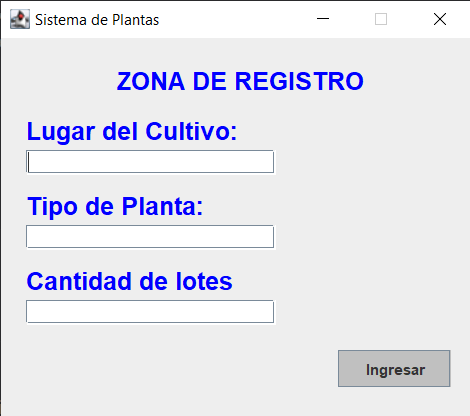 Sistema de Plantas
ZONA DE REGISTRO
Lugar del Cultivo:
Tipo de Planta:
Cantidad de lotes
Ingresar